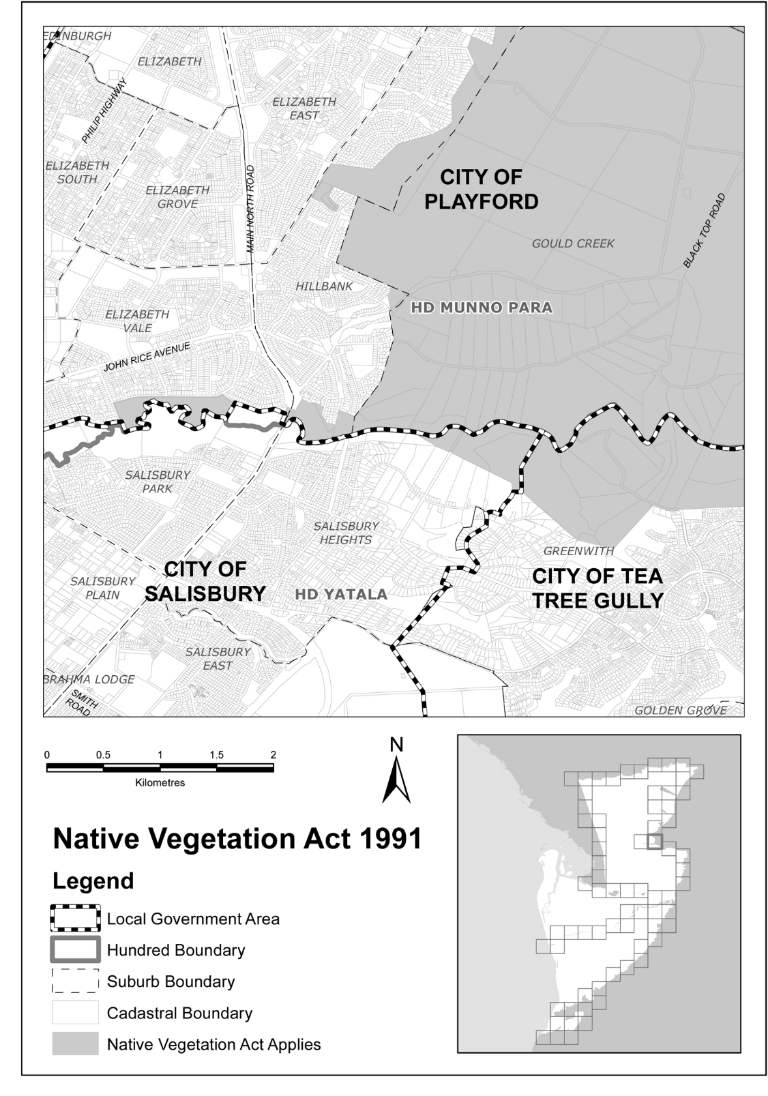 EDINBURGH
ELIZABETH
PHILIP HIGHWAY
ELIZABETH
EAST
ELIZABETH
SOUTH
ELIZABETH
GROVE
MAIN NORTH ROAD
CITY OF
PLAYFORD
GOULD CREEK
BLACK TOP ROAD
HILLBANK
HD MUNNO PARA
ELIZABETH
VALE
JOHN RICE AVENUE
SALISBURY
PARK
SALISBURY
HEIGHTS
GREENWITH
CITY OF
SALISBURY
SALISBURY
PLAIN
HD YATALA
CITY OF TEA
TREE GULLY
SALISBURY
EAST
BRAHMA LODGE
SMITH
ROAD
GOLDEN GROVE
0 0.5 1 1.5 2
Kilometres
N
Native Vegetation Act 1991
Legend
Local Government Area
Hundred Boundary
Suburb Boundary
Cadastral Boundary
Native Vegetation Act Applies